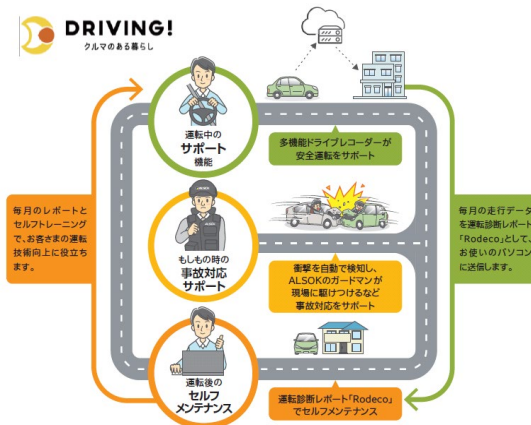 DRIVING!
クルマのある暮らし
運転中の
サポート
機能
多機能ドライブレコーダーが
安全運転をサポート
毎月のレポートと
セルフトレーニング
で、お客さまの運転
技術向上に役立ち
ます。
ALSOK
もしもの時の
事故対応
サポート
衝撃を自動で検知し、
ALSOKのガードマンが
現場に駆けつけるなど
事故対応をサポート
毎月の走行データ
を運転診断レポート
「Rodeco」として、
お使いのパソコン
に送信します。
運転後の
セルフ
メンテナンス
運転診断レポート「Rodeco」
でセルフメンテナンス